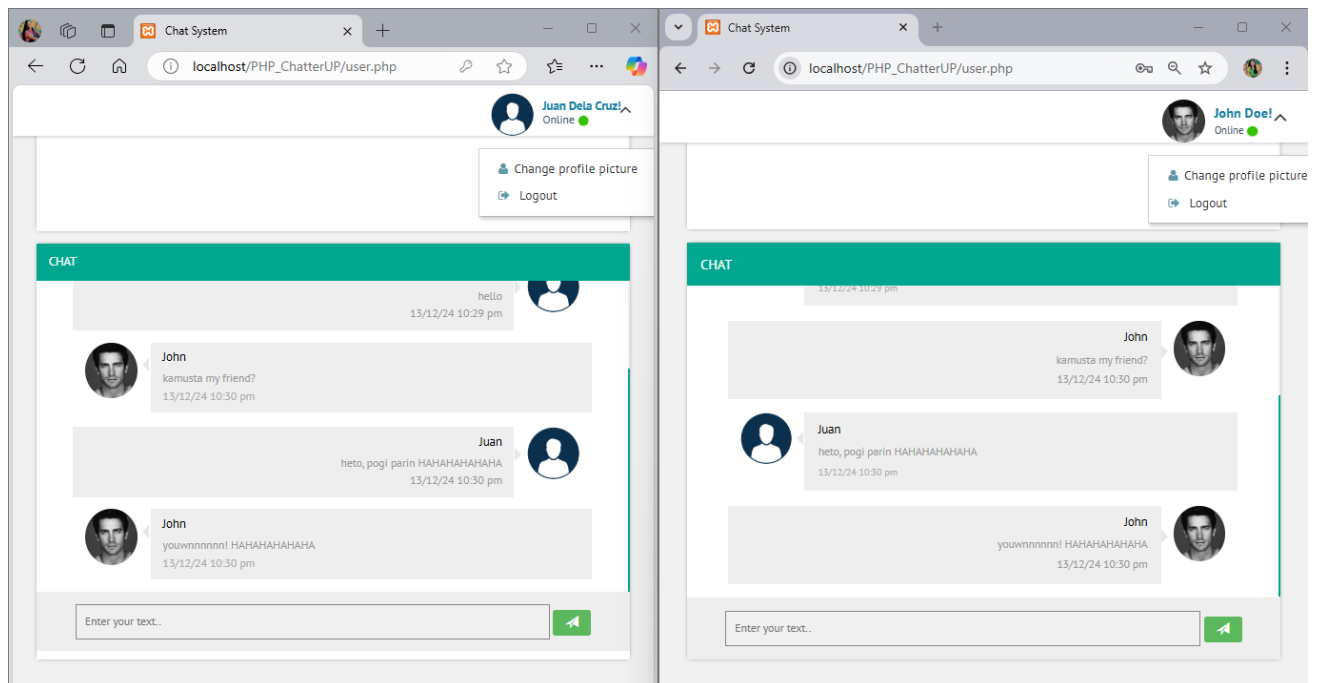 Chat System
localhost/PHP_ChatterUP/user.php
Juan Dela Cruz!
Online
Change profile picture
Logout
CHAT
hello
13/12/24 10:29 pm
John
kamusta my friend?
13/12/24 10:30 pm
Juan
heto, pogi parin HAHAHAHAHAHA
13/12/24 10:30 pm
John
youwnnnnnn! HAHAHAHAHAHA
13/12/24 10:30 pm
Enter your text..
Chat System
localhost/PHP_ChatterUP/user.php
John Doe!
Online
Change profile picture
Logout
CHAT
13/12/24 10:29 pm
John
kamusta my friend?
13/12/24 10:30 pm
Juan
heto, pogi parin HAHAHAHAHAHA
13/12/24 10:30 pm
John
youwnnnnnn! HAHAHAHAHAHA
13/12/24 10:30 pm
Enter your text..